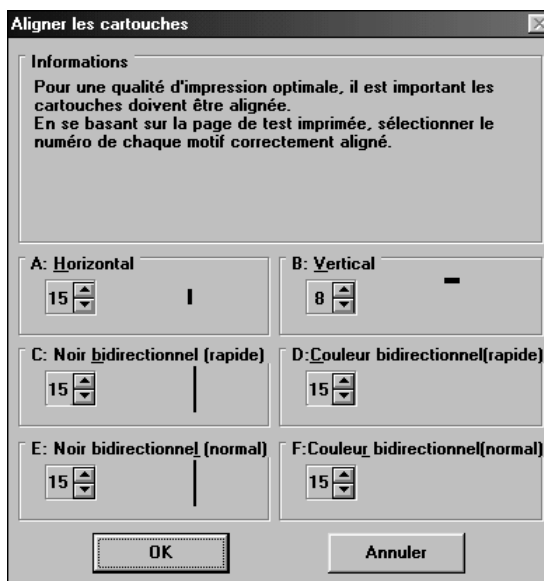 Aligner les cartouches
Informations
Pour une qualité d'impression optimale, il est important les
cartouches doivent être alignée.
En se basant sur la page de test imprimée, sélectionner le
numéro de chaque motif correctement aligné.
A: Horizontal
15
B: Vertical
8
C: Noir bidirectionnel (rapide)
15
D:Couleur bidirectionnel(rapide)
15
E: Noir bidirectionnel (normal)
15
F:Couleur bidirectionnel(normal)
15
OK
Annuler